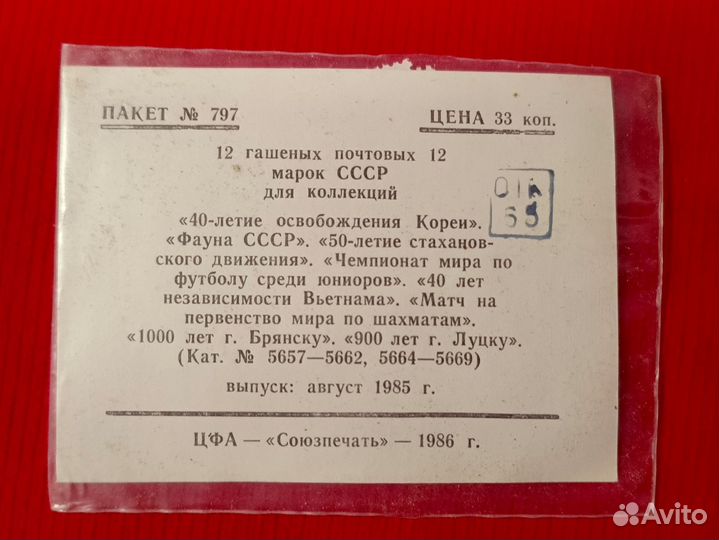 ПАКЕТ № 797 ЦЕНА 33 коп.
12 гашеных почтовых 12
марок СССР
для коллекций
«40-летие освобождения Кореи».
«Фауна СССР». «50-летие стаханов-
ского движения». «Чемпионат мира по
футболу среди юниоров». «40 лет
независимости Вьетнама». «Матч на
первенство мира по шахматам».
«1000 лет г. Брянску». «900 лет г. Луцку».
(Кат. № 5657—5662, 5664—5669)
выпуск: август 1985 г.
ЦФА — «Союзпечать» — 1986 г.
Avito